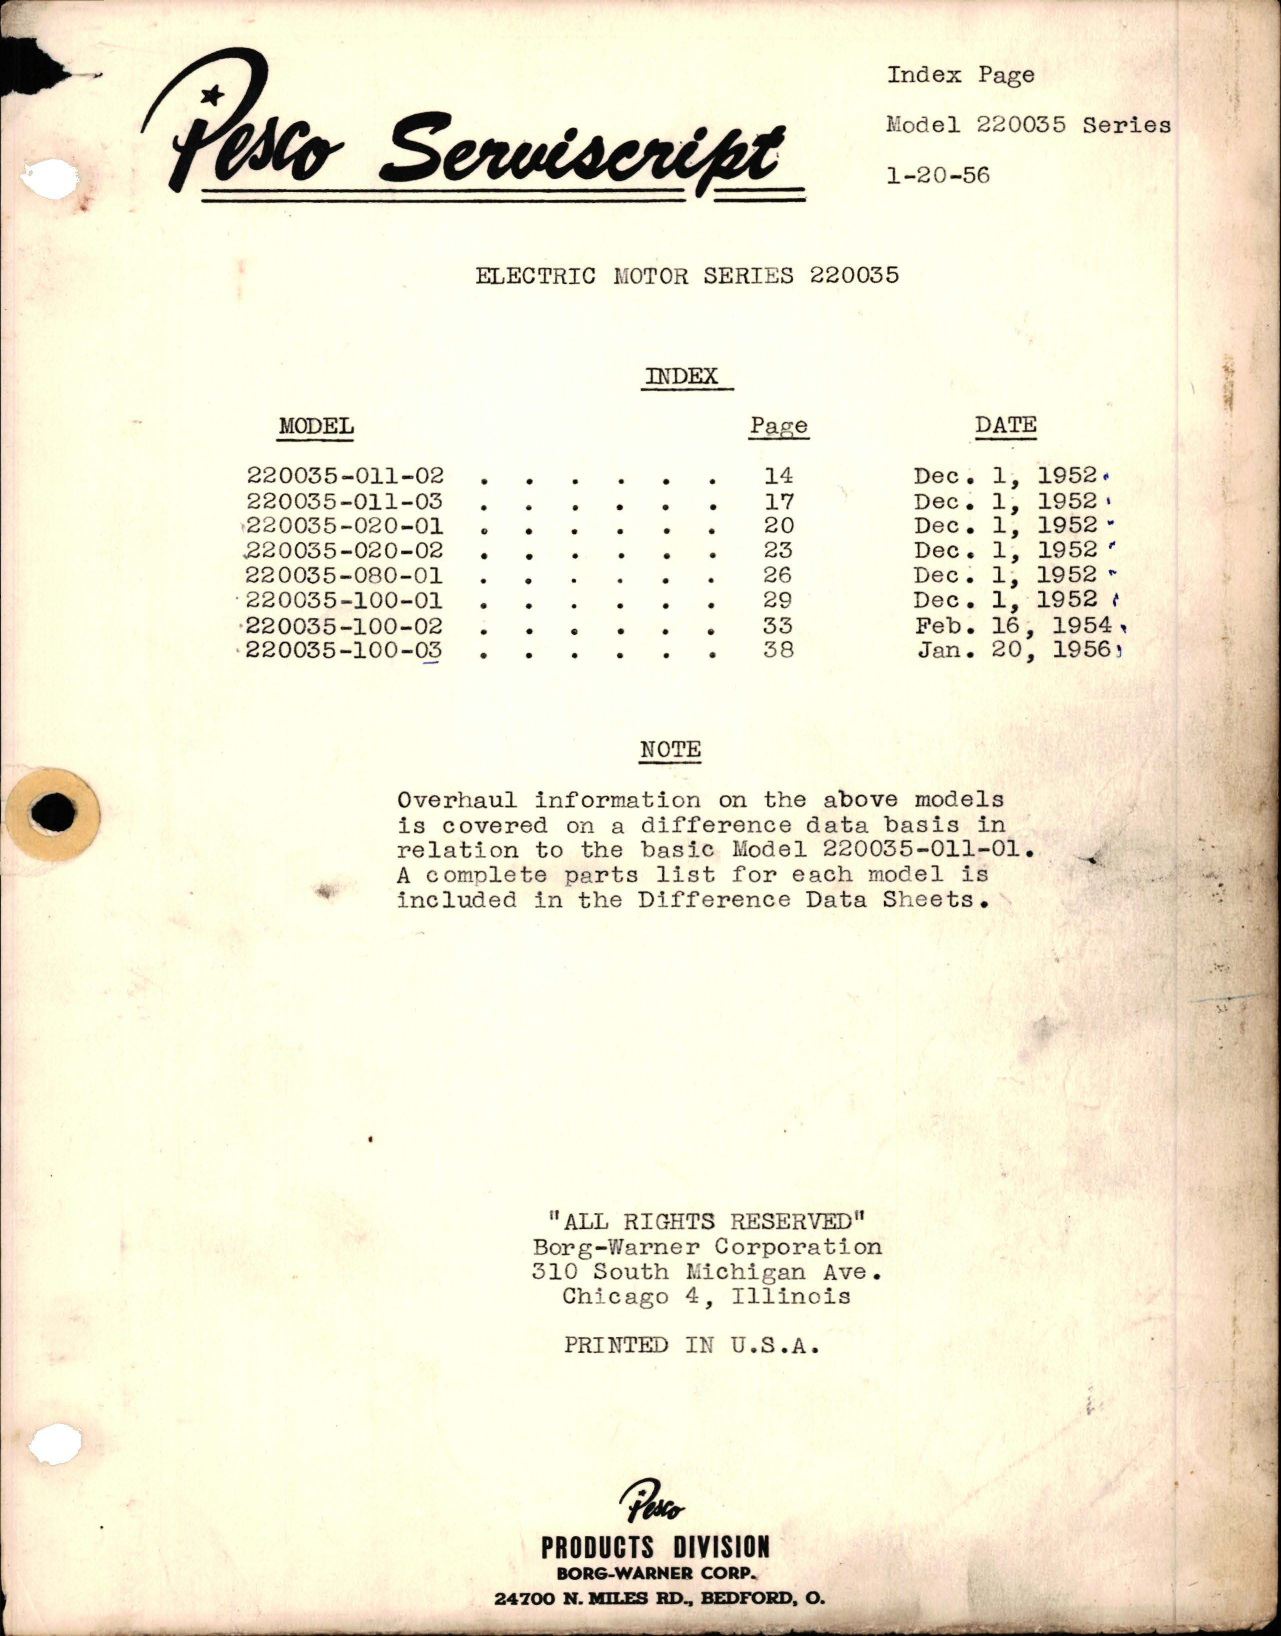 Pesco Serviscript
Index Page
Model 220035 Series
1-20-56
ELECTRIC MOTOR SERIES 220035
INDEX
MODEL Page DATE
220035-011-02 . . . . . . 14 Dec. 1, 1952
220035-011-03 . . . . . . 17 Dec. 1, 1952
220035-020-01 . . . . . . 20 Dec. 1, 1952
220035-020-02 . . . . . . 23 Dec. 1, 1952
220035-080-01 . . . . . . 26 Dec. 1, 1952
220035-100-01 . . . . . . 29 Dec. 1, 1952
220035-100-02 . . . . . . 33 Feb. 16, 1954
220035-100-03 . . . . . . 38 Jan. 20, 1956
NOTE
Overhaul information on the above models
is covered on a difference data basis in
relation to the basic Model 220035-011-01.
A complete parts list for each model is
included in the Difference Data Sheets.
"ALL RIGHTS RESERVED"
Borg-Warner Corporation
310 South Michigan Ave.
Chicago 4, Illinois
PRINTED IN U.S.A.
Pesco
PRODUCTS DIVISION
BORG-WARNER CORP.
24700 N. MILES RD., BEDFORD, O.